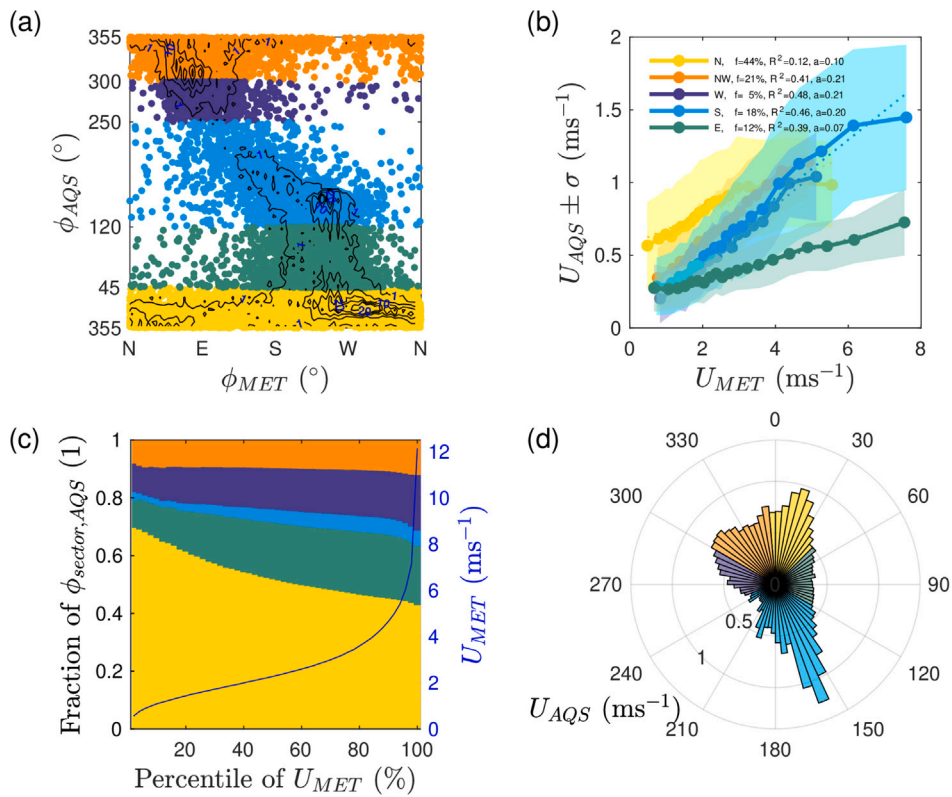 (a)
355
300
250
120
45
355
ϕAQS (°)
N E S W N
ϕMET (°)
(b)
2
1.5
1
0.5
0
UAQS ± σ (ms−1)
N, f=44%, R2=0.12, a=0.10
NW, f=21%, R2=0.41, a=0.21
W, f= 5%, R2=0.48, a=0.21
S, f= 18%, R2=0.46, a=0.20
E, f=12%, R2=0.39, a=0.07
0 2 4 6 8
UMET (ms−1)
(c)
1
0.8
0.6
0.4
0.2
0
Fraction of ϕsector,AQS (1)
12
10
8
6
4
2
0
UMET (ms−1)
20 40 60 80 100
Percentile of UMET (%)
(d)
0
330 30
300 60
270 0 90
0.5
240 1 120
UAQS (ms−1)
210 150
180